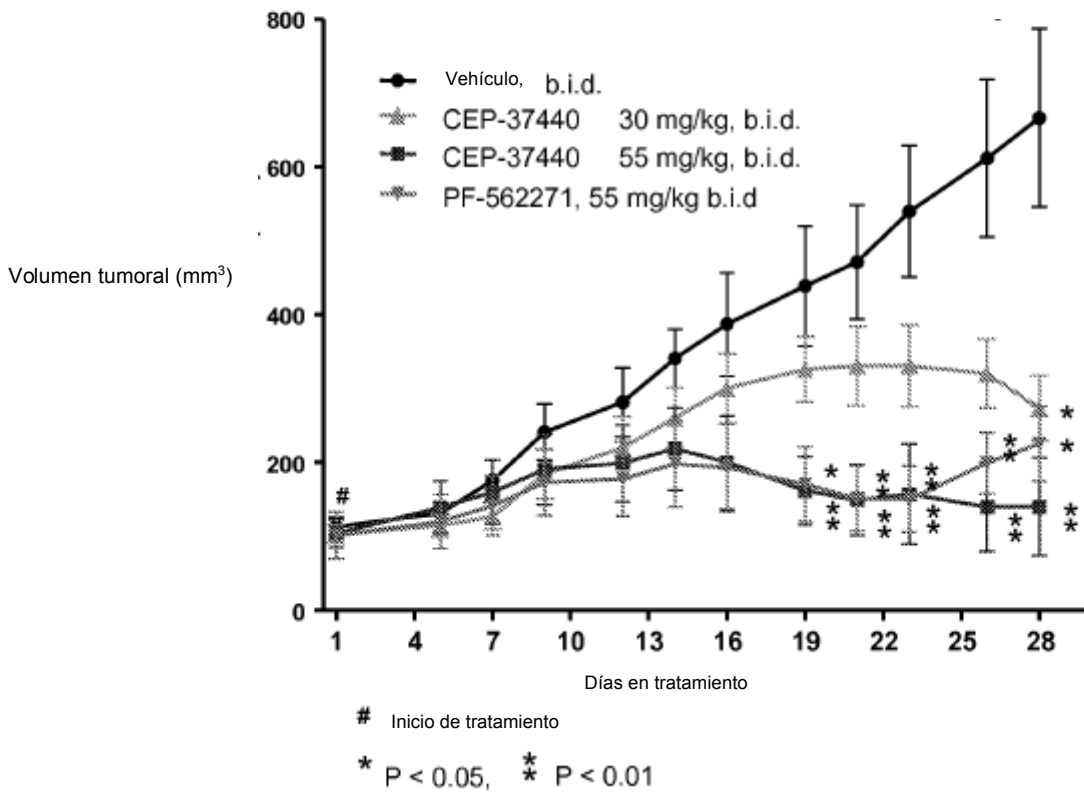 800
600
400
200
0
Vehículo, b.i.d.
CEP-37440 30 mg/kg, b.i.d.
CEP-37440 55 mg/kg, b.i.d.
PF-562271, 55 mg/kg b.i.d
Volumen tumoral (mm³)
#
*
*
**
*
**
**
**
**
**
**
**
**
1 4 7 10 13 16 19 22 25 28
Días en tratamiento
# Inicio de tratamiento
* P < 0.05, ** P < 0.01